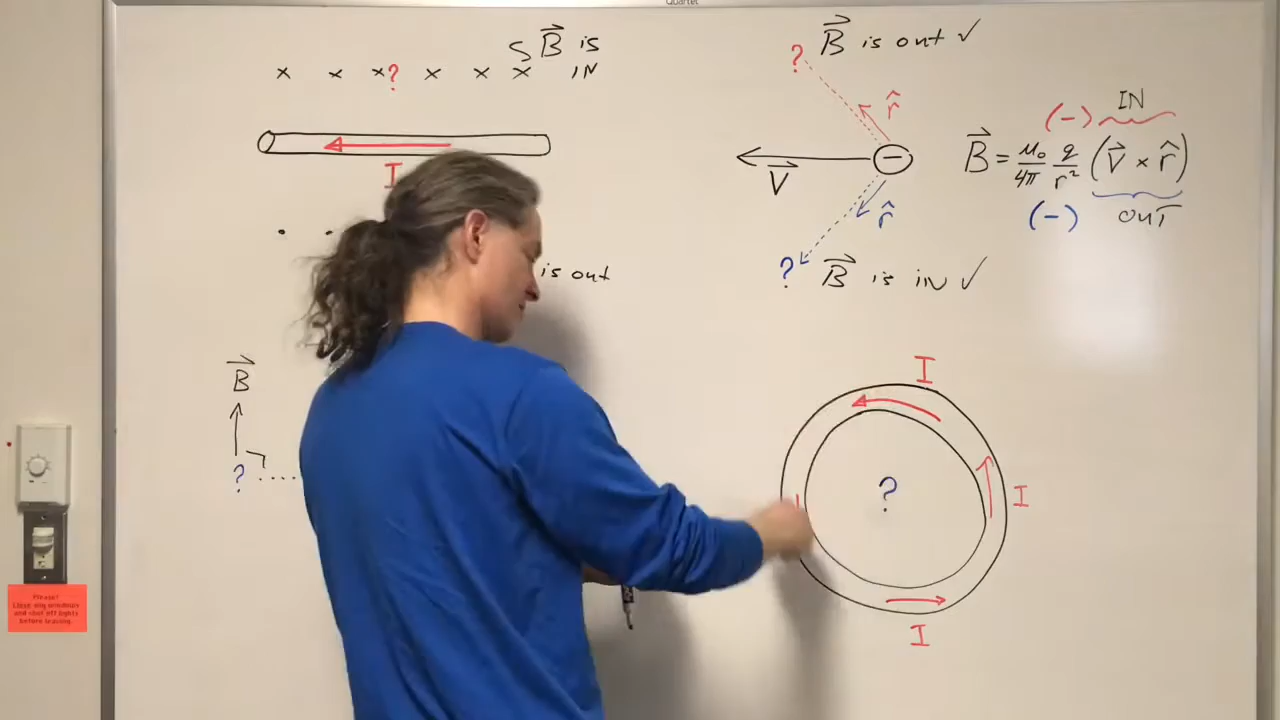 Quartet
B⃗ is
× × ×? × × × IN
I
is out
B⃗
?
B⃗ is out ✓
?
r̂
V⃗
−
r̂
? B⃗ is in ✓
(−) IN
B⃗ = μ₀/4π q/r² (V⃗ × r̂)
(−) OUT
I
I
?
I
Please!
Close any windows
and shut off lights
before leaving.